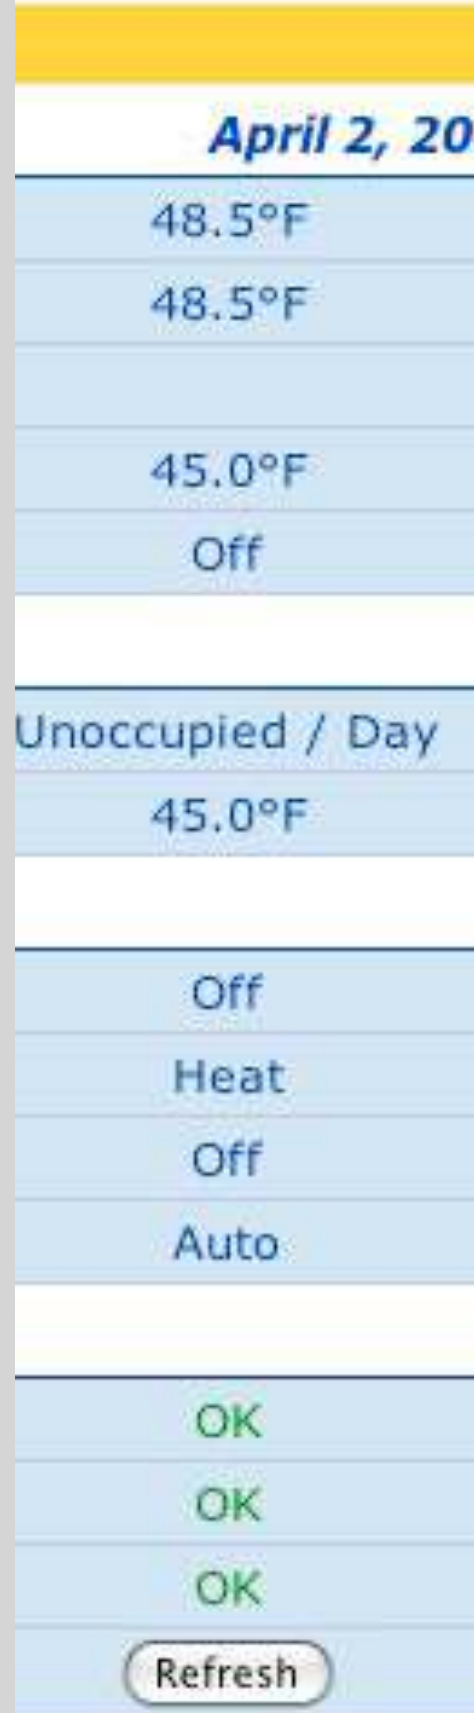 April 2, 20
48.5°F
48.5°F
45.0°F
Off
Unoccupied / Day
45.0°F
Off
Heat
Off
Auto
OK
OK
OK
Refresh